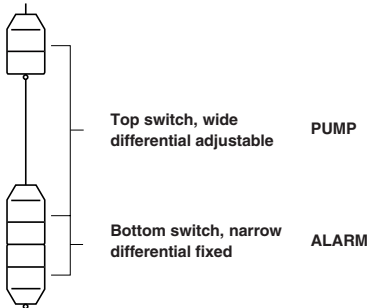 Top switch, wide
differential adjustable
PUMP
Bottom switch, narrow
differential fixed
ALARM